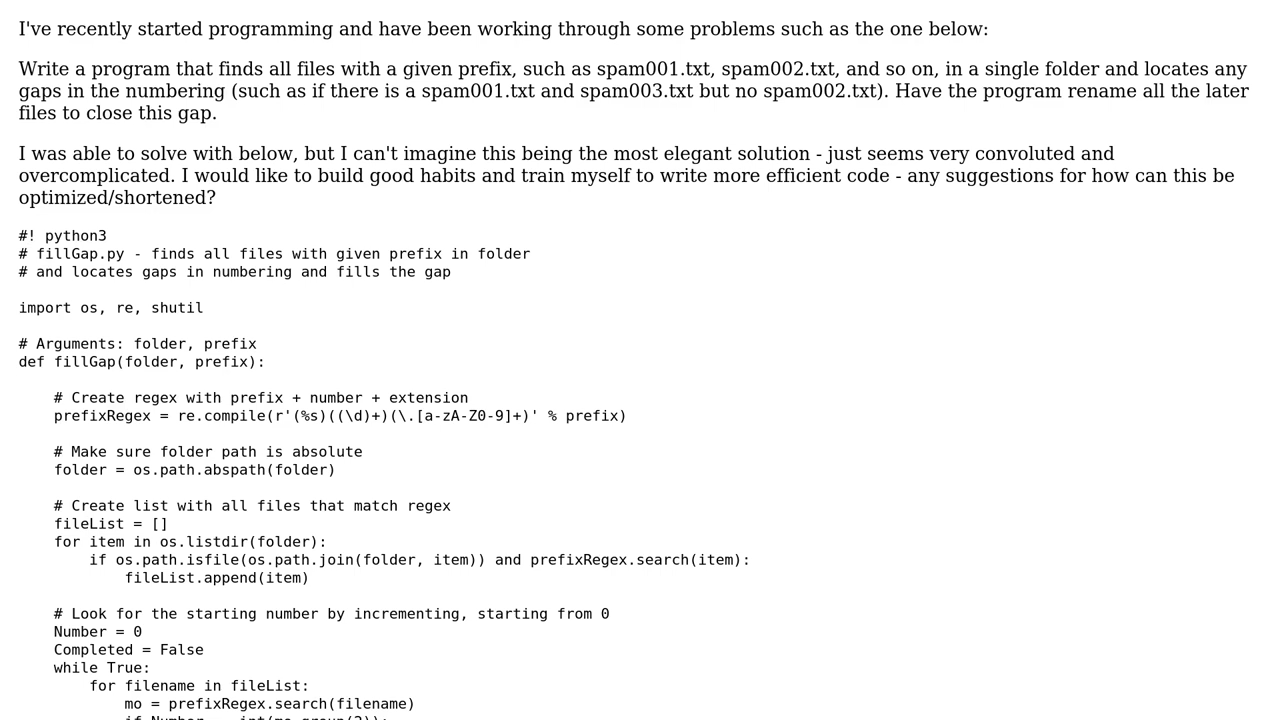 I've recently started programming and have been working through some problems such as the one below:
Write a program that finds all files with a given prefix, such as spam001.txt, spam002.txt, and so on, in a single folder and locates any
gaps in the numbering (such as if there is a spam001.txt and spam003.txt but no spam002.txt). Have the program rename all the later
files to close this gap.
I was able to solve with below, but I can't imagine this being the most elegant solution - just seems very convoluted and
overcomplicated. I would like to build good habits and train myself to write more efficient code - any suggestions for how can this be
optimized/shortened?
#! python3
# fillGap.py - finds all files with given prefix in folder
# and locates gaps in numbering and fills the gap
import os, re, shutil
# Arguments: folder, prefix
def fillGap(folder, prefix):
    # Create regex with prefix + number + extension
    prefixRegex = re.compile(r'(%s)((\d)+)(\.[a-zA-Z0-9]+)' % prefix)
    # Make sure folder path is absolute
    folder = os.path.abspath(folder)
    # Create list with all files that match regex
    fileList = []
    for item in os.listdir(folder):
        if os.path.isfile(os.path.join(folder, item)) and prefixRegex.search(item):
            fileList.append(item)
    # Look for the starting number by incrementing, starting from 0
    Number = 0
    Completed = False
    while True:
        for filename in fileList:
            mo = prefixRegex.search(filename)